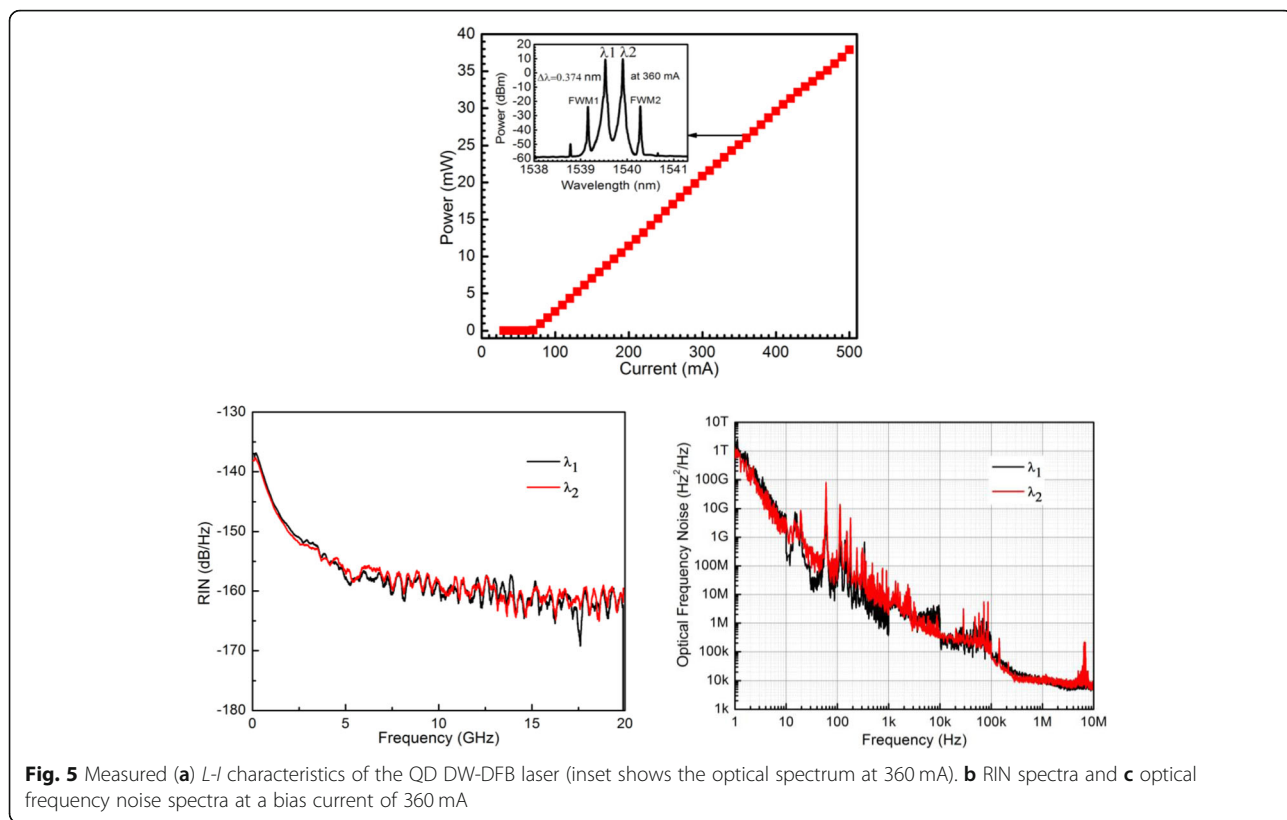 40
35
30
25
20
15
10
5
0
Power (mW)
0 100 200 300 400 500
Current (mA)
20
10
0
-10
-20
-30
-40
-50
-60
Power (dBm)
λ1 λ2
Δλ=0.374 nm
at 360 mA
FWM1
FWM2
1538 1539 1540 1541
Wavelength (nm)
-130
-140
-150
-160
-170
-180
RIN (dB/Hz)
λ1
λ2
0 5 10 15 20
Frequency (GHz)
10T
1T
100G
10G
1G
100M
10M
1M
100k
10k
1k
Optical Frequency Noise (Hz²/Hz)
λ1
λ2
1 10 100 1k 10k 100k 1M 10M
Frequency (Hz)
Fig. 5 Measured (a) L-I characteristics of the QD DW-DFB laser (inset shows the optical spectrum at 360 mA). b RIN spectra and c optical
frequency noise spectra at a bias current of 360 mA